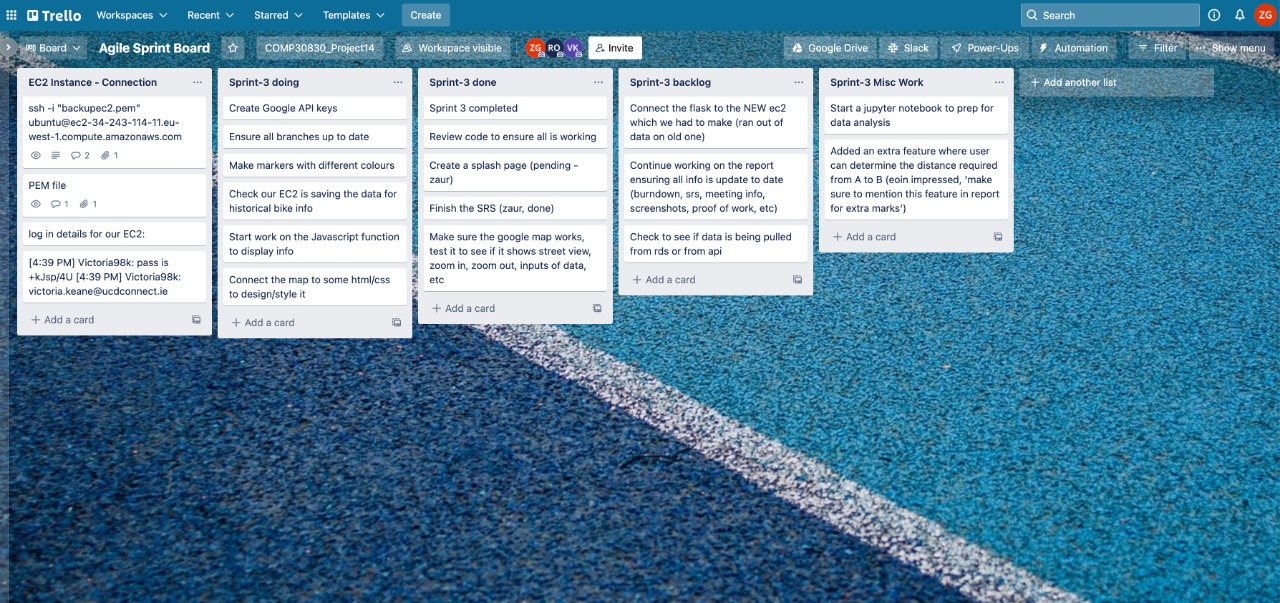 Trello
Workspaces
Recent
Starred
Templates
Create
Search
ZG
Board
Agile Sprint Board
COMP30830_Project14
Workspace visible
ZG
RO
VK
Invite
Google Drive
Slack
Power-Ups
Automation
Filter
Show menu
EC2 Instance - Connection
ssh -i "backupec2.pem"
ubuntu@ec2-34-243-114-11.eu-
west-1.compute.amazonaws.com
2
1
PEM file
1
1
log in details for our EC2:
[4:39 PM] Victoria98k: pass is
+kJsp/4U [4:39 PM] Victoria98k:
victoria.keane@ucdconnect.ie
+ Add a card
Sprint-3 doing
Create Google API keys
Ensure all branches up to date
Make markers with different colours
Check our EC2 is saving the data for
historical bike info
Start work on the Javascript function
to display info
Connect the map to some html/css
to design/style it
+ Add a card
Sprint-3 done
Sprint 3 completed
Review code to ensure all is working
Create a splash page (pending -
zaur)
Finish the SRS (zaur, done)
Make sure the google map works,
test it to see if it shows street view,
zoom in, zoom out, inputs of data,
etc
+ Add a card
Sprint-3 backlog
Connect the flask to the NEW ec2
which we had to make (ran out of
data on old one)
Continue working on the report
ensuring all info is update to date
(burndown, srs, meeting info,
screenshots, proof of work, etc)
Check to see if data is being pulled
from rds or from api
+ Add a card
Sprint-3 Misc Work
Start a jupyter notebook to prep for
data analysis
Added an extra feature where user
can determine the distance required
from A to B (eoin impressed, 'make
sure to mention this feature in report
for extra marks')
+ Add a card
+ Add another list